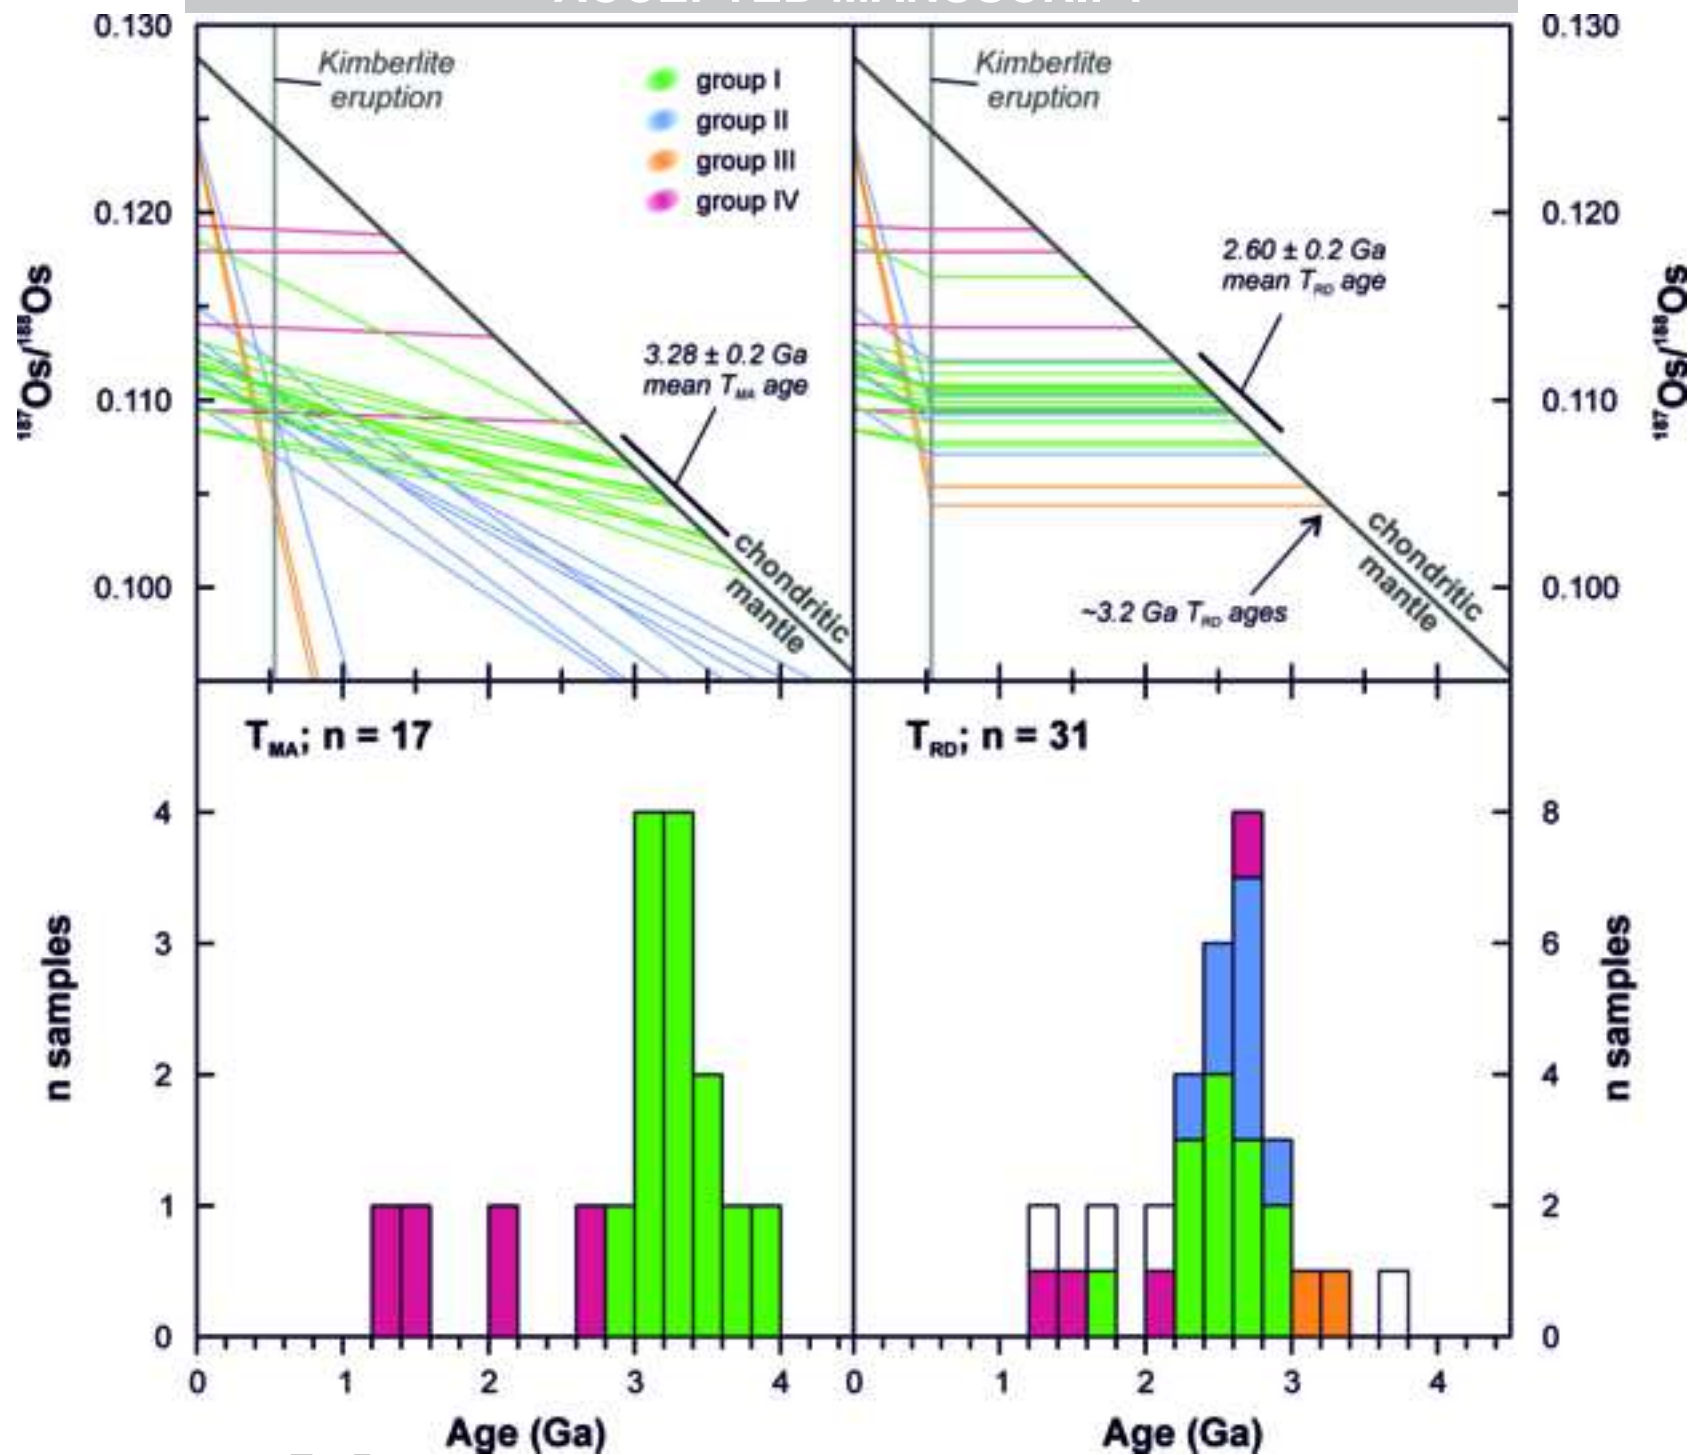 0.130
0.120
0.110
0.100
187Os/188Os
Kimberlite
eruption
group I
group II
group III
group IV
3.28 ± 0.2 Ga
mean TMA age
chondritic
mantle
Kimberlite
eruption
2.60 ± 0.2 Ga
mean TRD age
~3.2 Ga TRD ages
chondritic
mantle
0.130
0.120
0.110
0.100
187Os/188Os
TMA; n = 17
4
3
2
1
0
n samples
TRD; n = 31
8
6
4
2
0
n samples
0 1 2 3 4
0 1 2 3 4
Age (Ga)
Age (Ga)